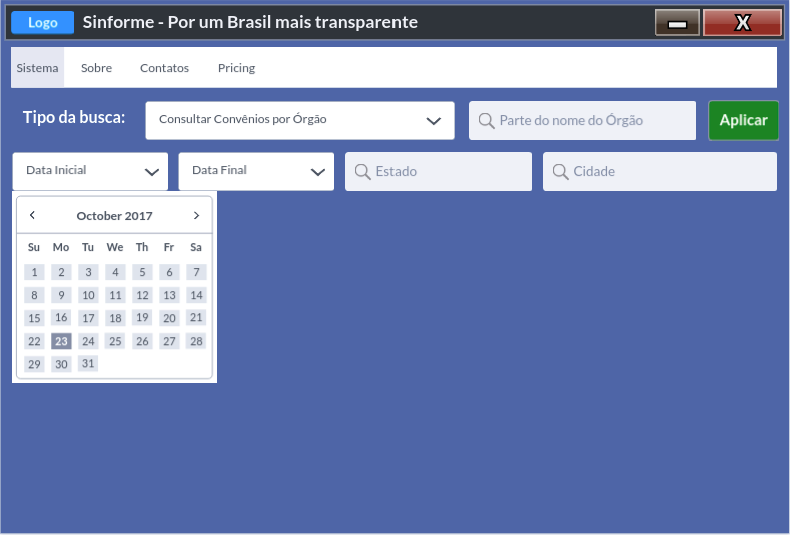 Logo Sinforme - Por um Brasil mais transparente X
Sistema Sobre Contatos Pricing
Tipo da busca: Consultar Convênios por Órgão Parte do nome do Órgão Aplicar
Data Inicial Data Final Estado Cidade
October 2017
Su Mo Tu We Th Fr Sa
1 2 3 4 5 6 7
8 9 10 11 12 13 14
15 16 17 18 19 20 21
22 23 24 25 26 27 28
29 30 31